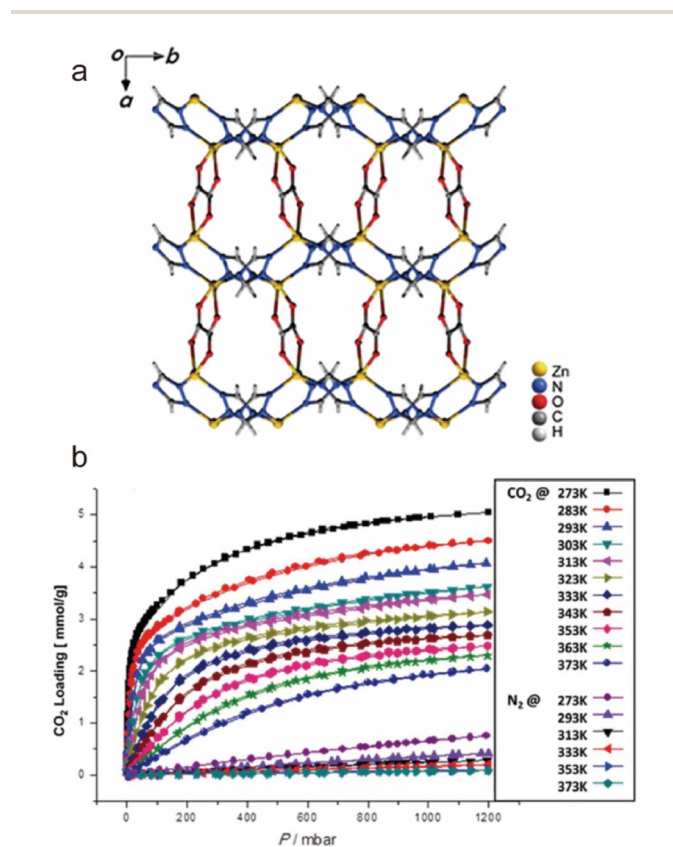 a
o b
a
Zn
N
O
C
H
b
CO2 Loading [ mmol/g]
5
4
3
2
1
0
0 200 400 600 800 1000 1200
P / mbar
CO2 @ 273K
283K
293K
303K
313K
323K
333K
343K
353K
363K
373K
N2 @ 273K
293K
313K
333K
353K
373K